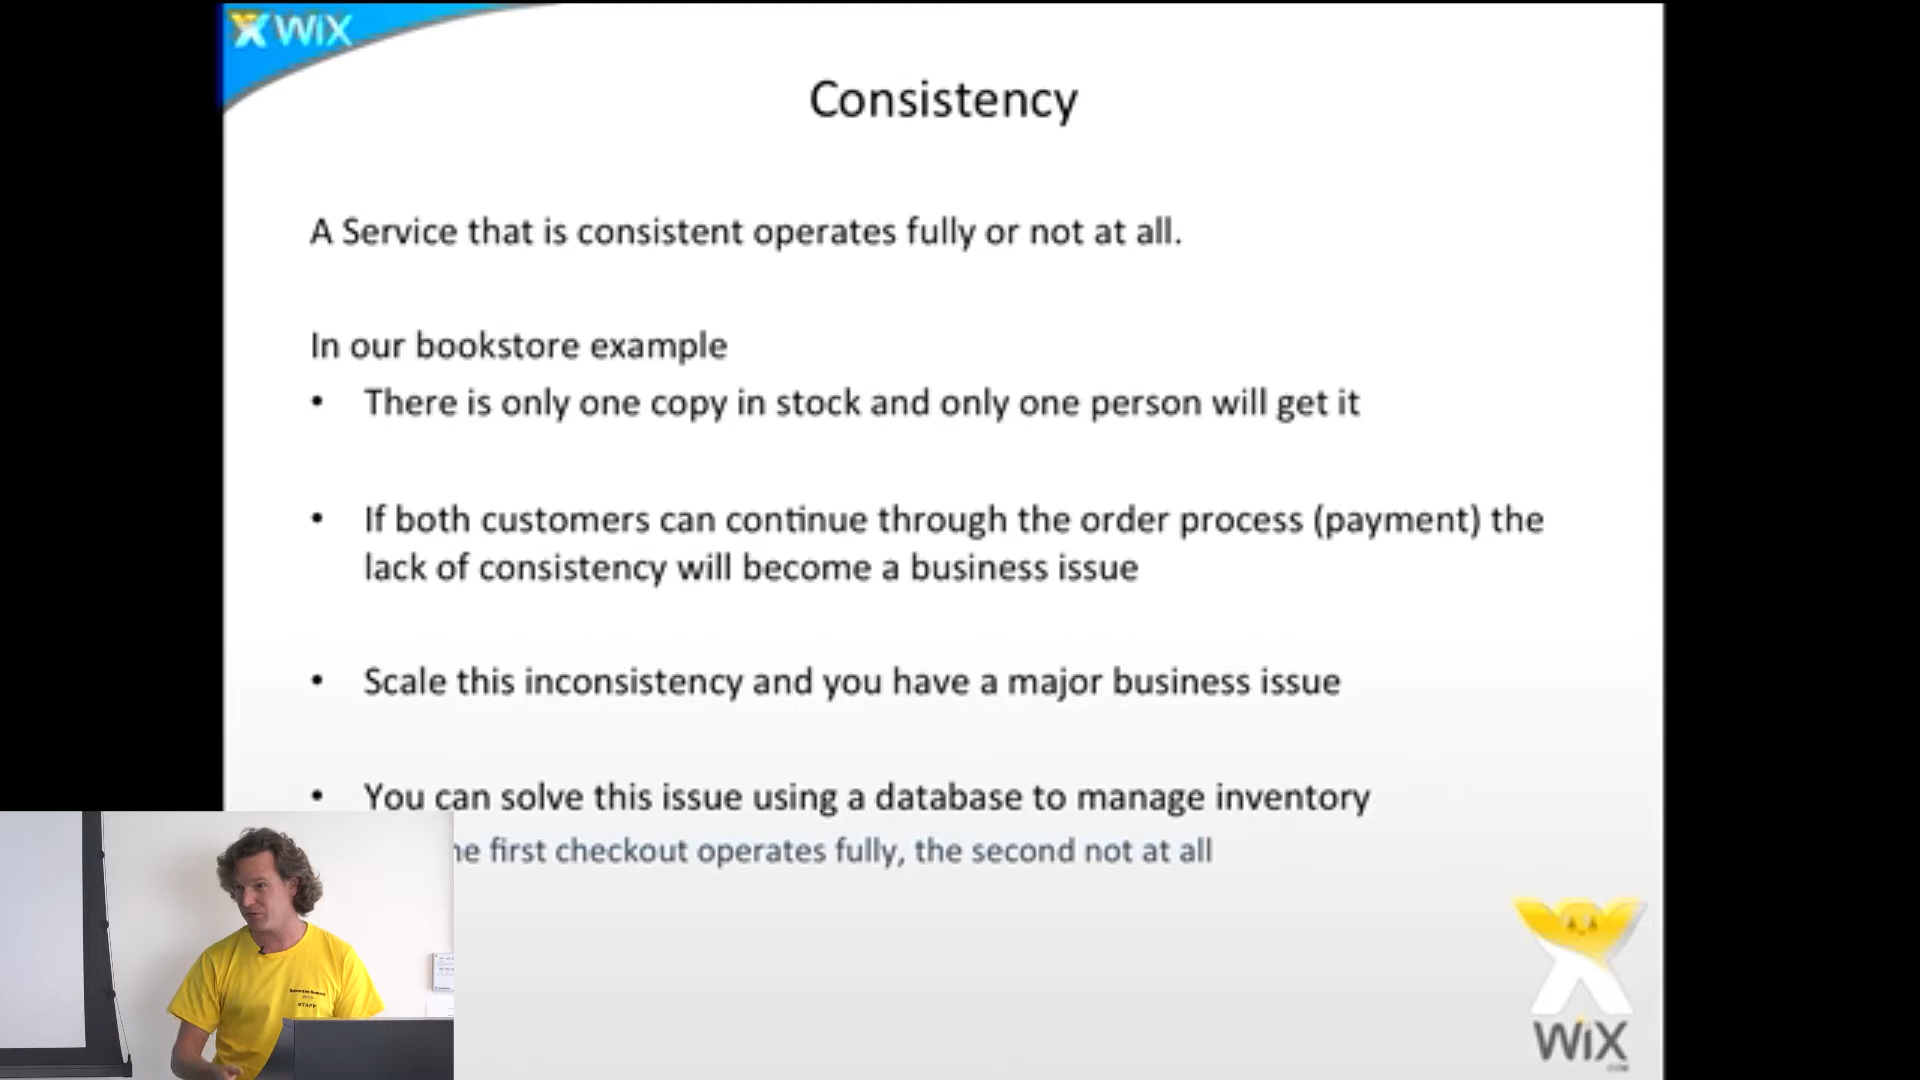 WiX
Consistency
A Service that is consistent operates fully or not at all.
In our bookstore example
• There is only one copy in stock and only one person will get it
• If both customers can continue through the order process (payment) the
lack of consistency will become a business issue
• Scale this inconsistency and you have a major business issue
• You can solve this issue using a database to manage inventory
he first checkout operates fully, the second not at all
STAFF
WiX
.COM